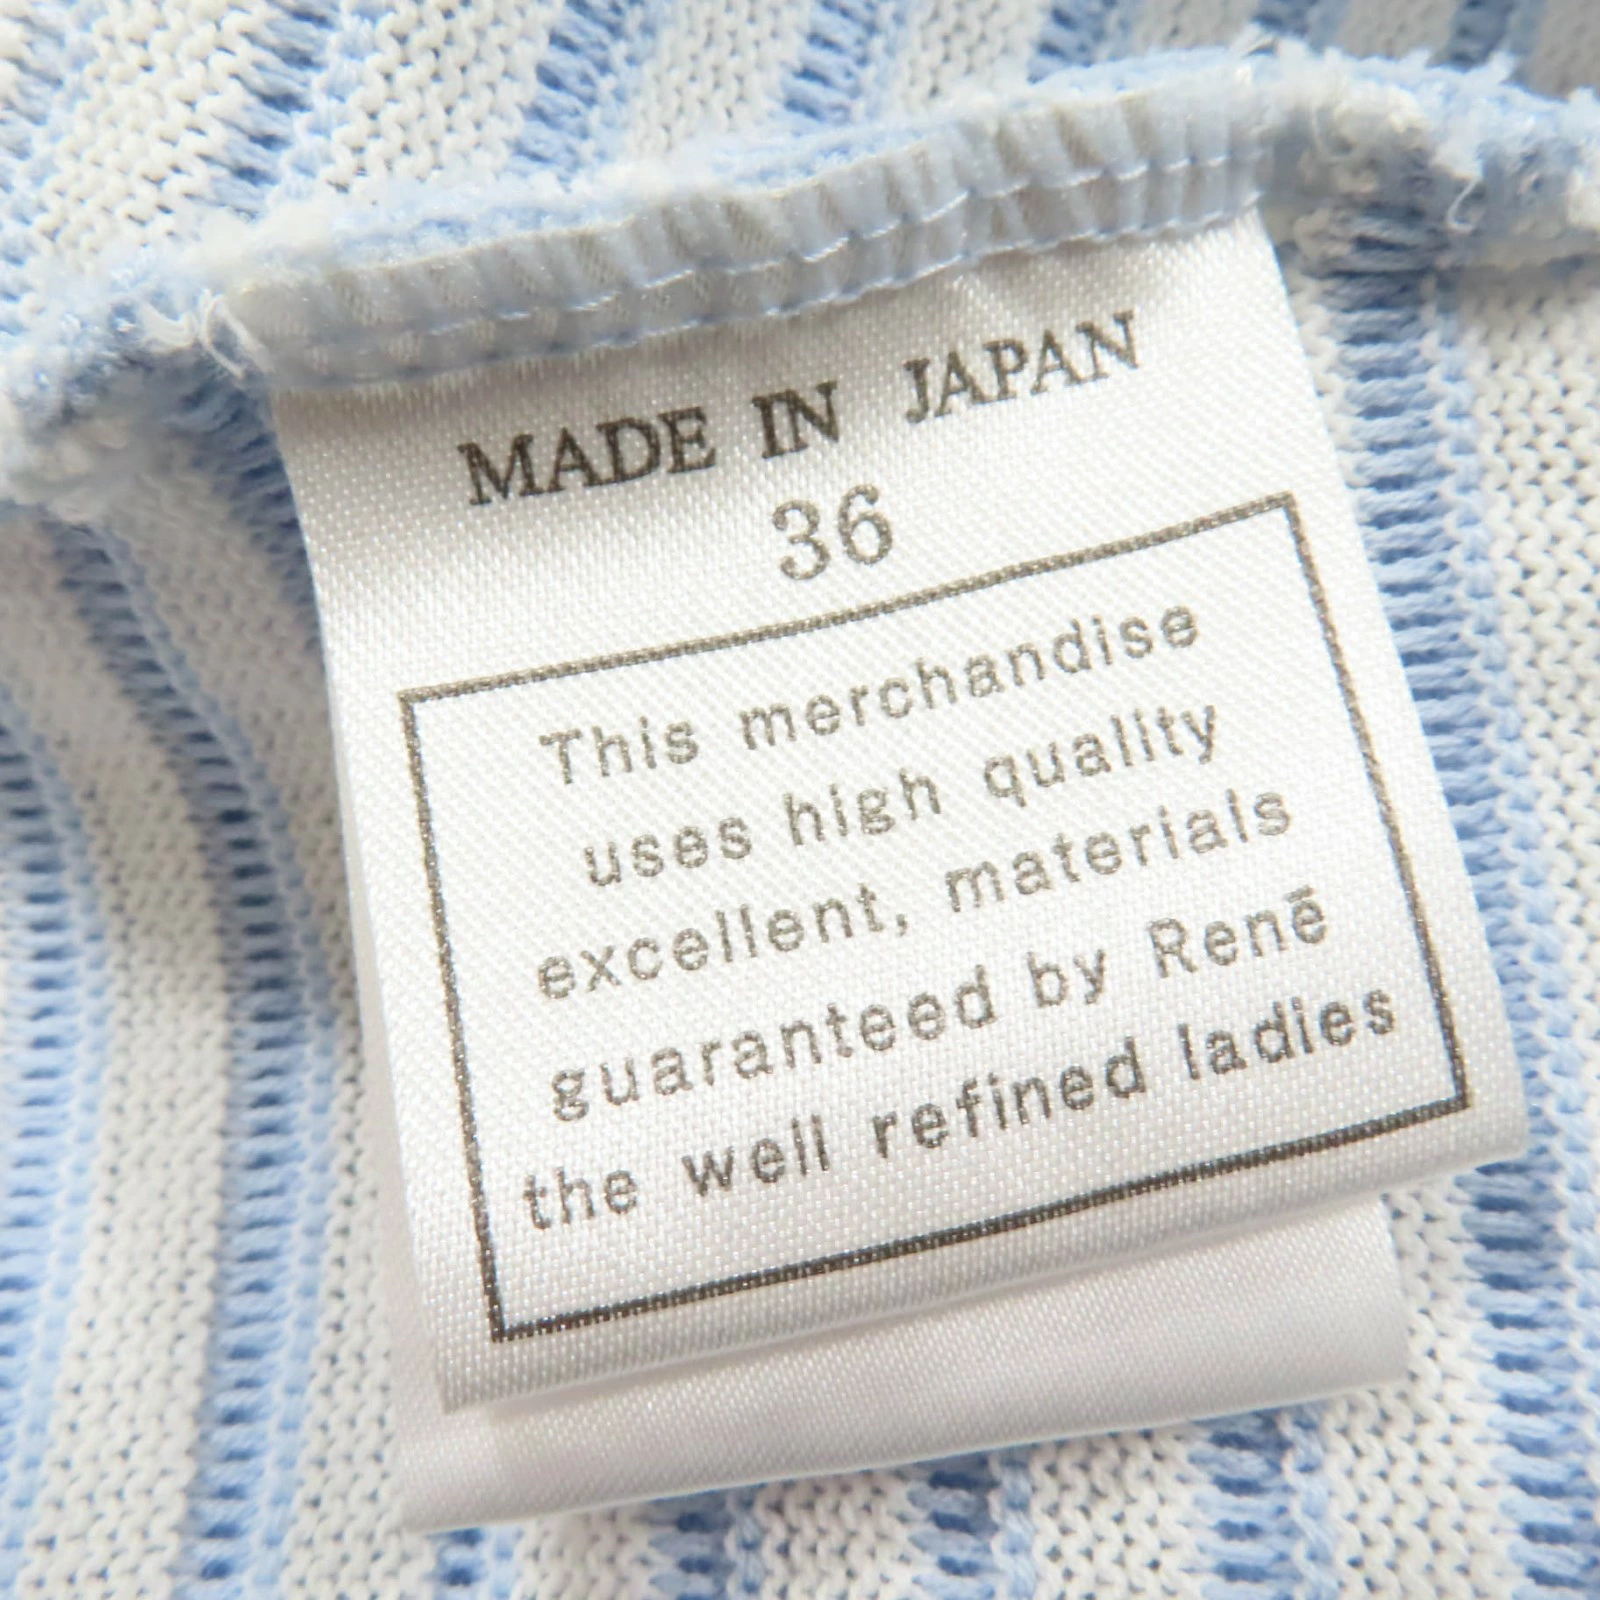 MADE IN JAPAN
36
This merchandise
uses high quality
excellent, materials
guaranteed by Renē
the well refined ladies